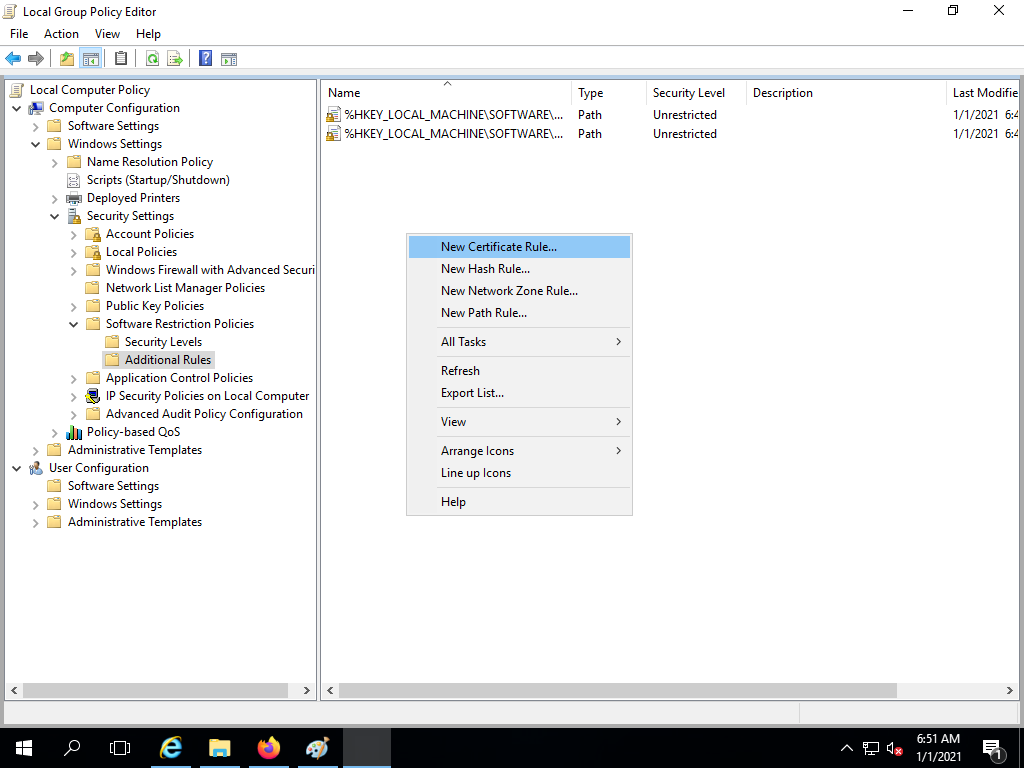 Local Group Policy Editor
File Action View Help
Local Computer Policy
Computer Configuration
Software Settings
Windows Settings
Name Resolution Policy
Scripts (Startup/Shutdown)
Deployed Printers
Security Settings
Account Policies
Local Policies
Windows Firewall with Advanced Securi
Network List Manager Policies
Public Key Policies
Software Restriction Policies
Security Levels
Additional Rules
Application Control Policies
IP Security Policies on Local Computer
Advanced Audit Policy Configuration
Policy-based QoS
Administrative Templates
User Configuration
Software Settings
Windows Settings
Administrative Templates
Name Type Security Level Description Last Modifie
%HKEY_LOCAL_MACHINE\SOFTWARE\... Path Unrestricted 1/1/2021 6:4
%HKEY_LOCAL_MACHINE\SOFTWARE\... Path Unrestricted 1/1/2021 6:4
New Certificate Rule...
New Hash Rule...
New Network Zone Rule...
New Path Rule...
All Tasks
Refresh
Export List...
View
Arrange Icons
Line up Icons
Help
6:51 AM
1/1/2021
1